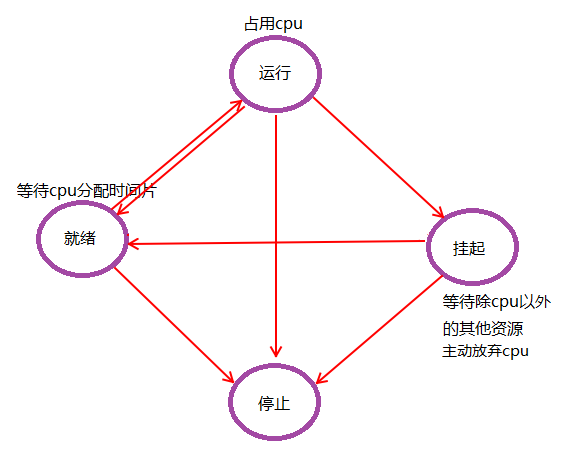 占用cpu
运行
等待cpu分配时间片
就绪
挂起
等待除cpu以外
的其他资源
主动放弃cpu
停止